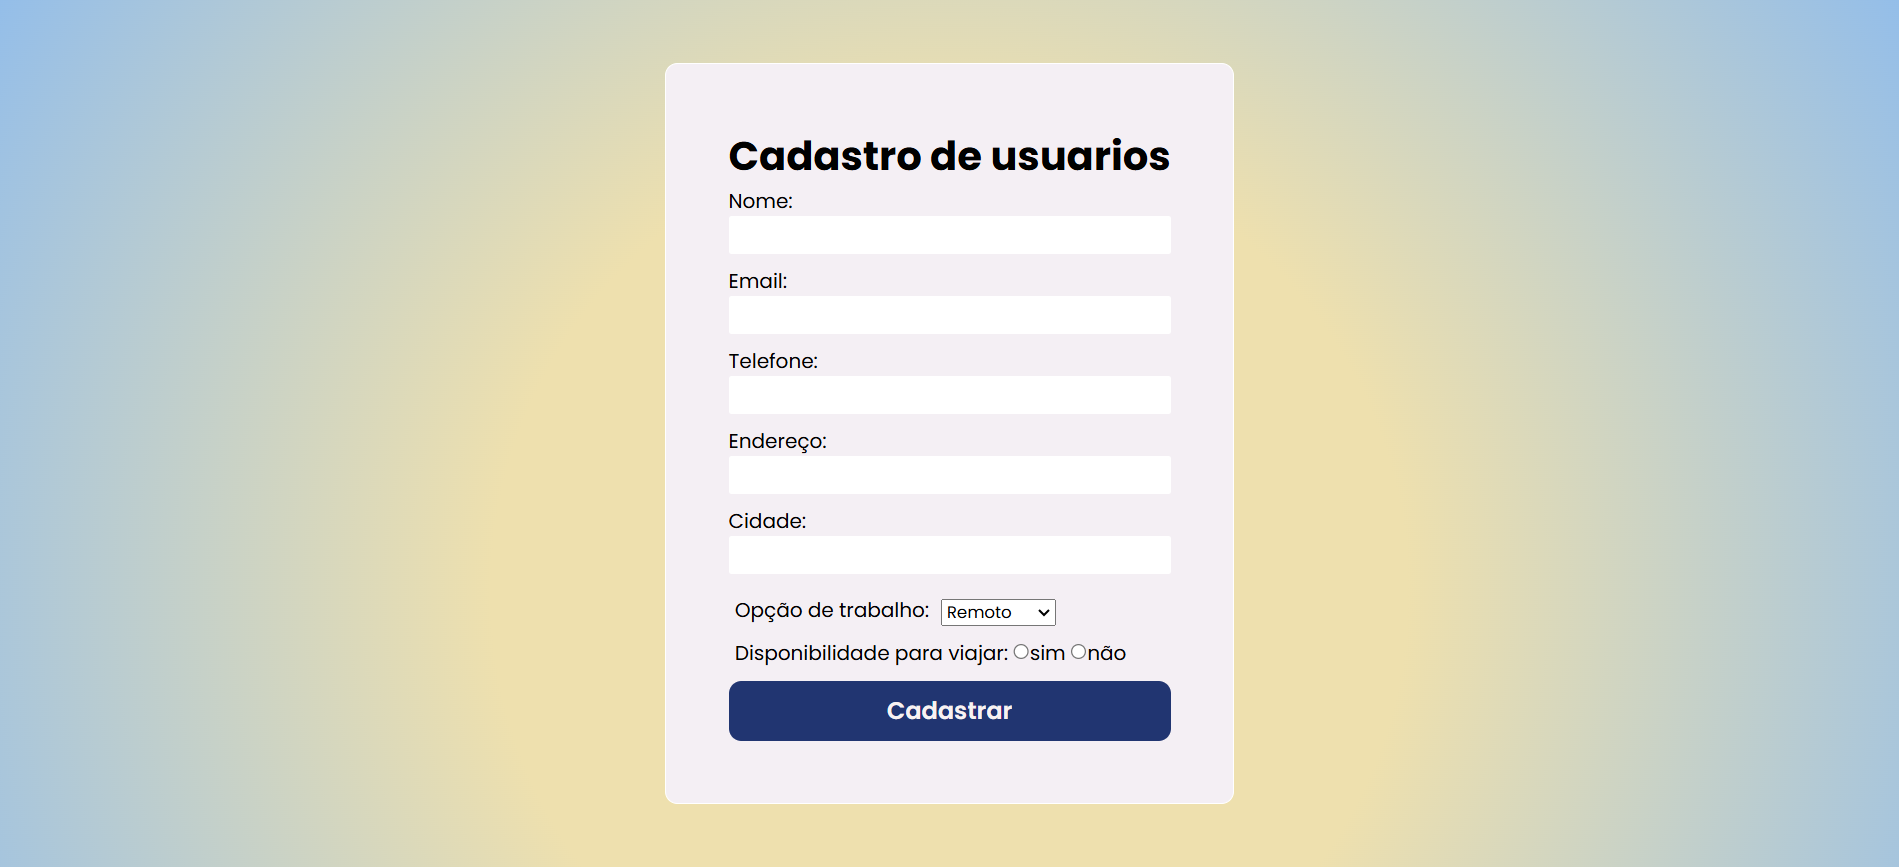 Cadastro de usuarios
Nome:
Email:
Telefone:
Endereço:
Cidade:
Opção de trabalho: Remoto
Disponibilidade para viajar: sim não
Cadastrar